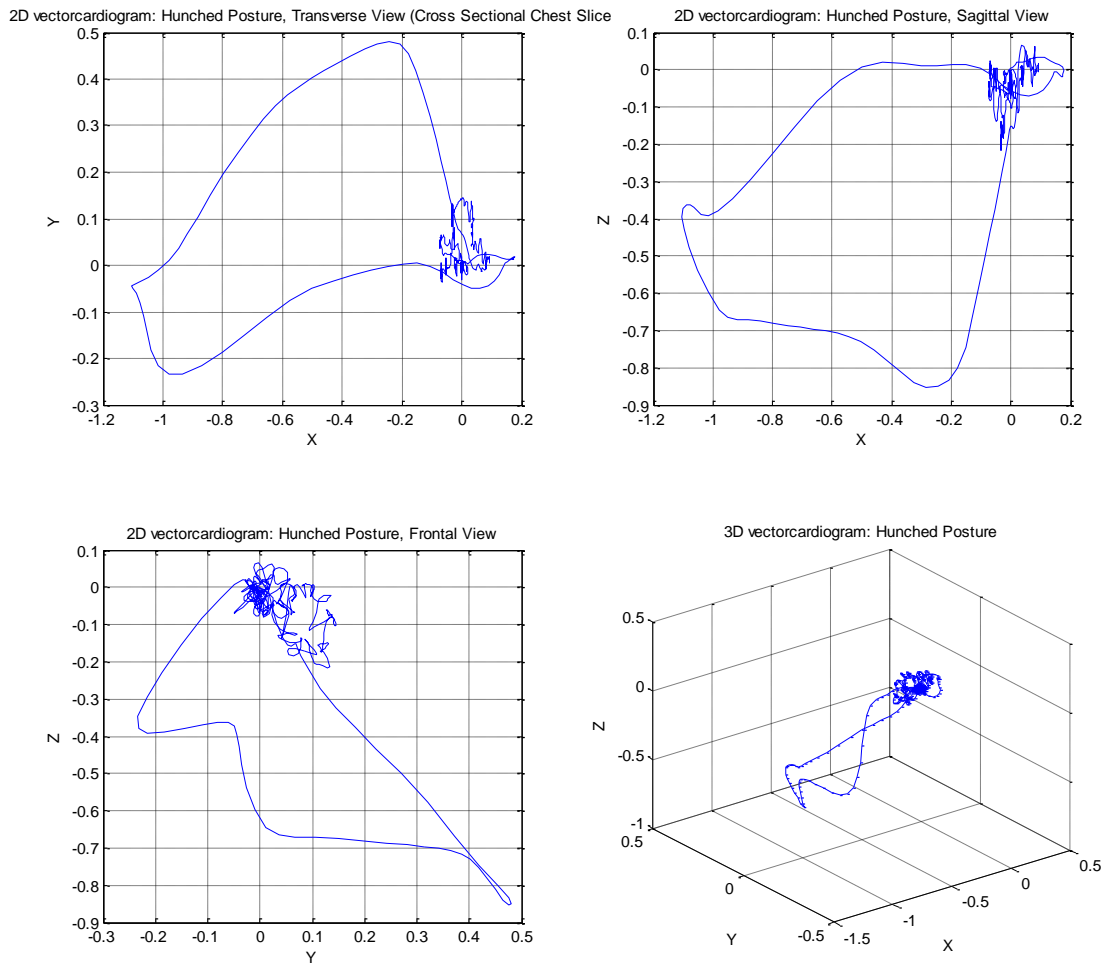 2D vectorcardiogram: Hunched Posture, Transverse View (Cross Sectional Chest Slice
0.5
0.4
0.3
0.2
0.1
0
-0.1
-0.2
-0.3
Y
-1.2 -1 -0.8 -0.6 -0.4 -0.2 0 0.2
X
2D vectorcardiogram: Hunched Posture, Sagittal View
0.1
0
-0.1
-0.2
-0.3
-0.4
-0.5
-0.6
-0.7
-0.8
-0.9
Z
-1.2 -1 -0.8 -0.6 -0.4 -0.2 0 0.2
X
2D vectorcardiogram: Hunched Posture, Frontal View
0.1
0
-0.1
-0.2
-0.3
-0.4
-0.5
-0.6
-0.7
-0.8
-0.9
Z
-0.3 -0.2 -0.1 0 0.1 0.2 0.3 0.4 0.5
Y
3D vectorcardiogram: Hunched Posture
0.5
0
-0.5
-1
Z
0.5
0
-0.5
Y
-1.5
-1
-0.5
0
0.5
X